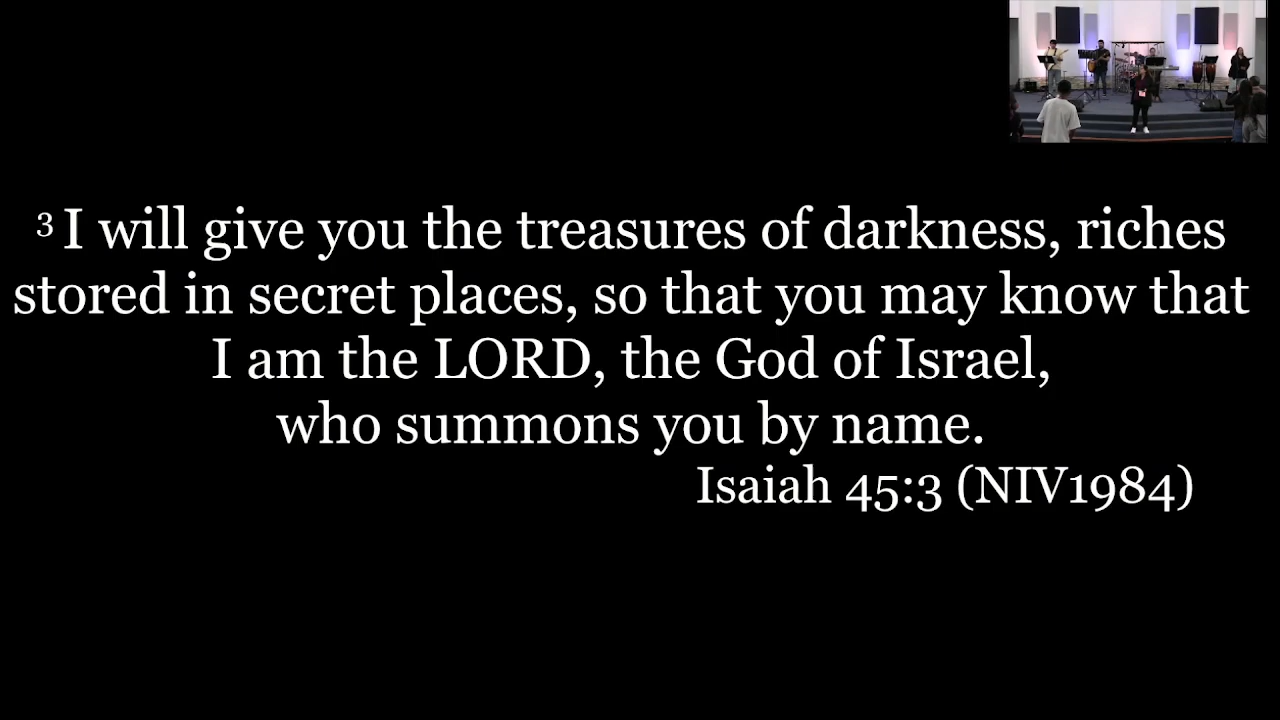 3 I will give you the treasures of darkness, riches
stored in secret places, so that you may know that
I am the LORD, the God of Israel,
who summons you by name.
Isaiah 45:3 (NIV1984)